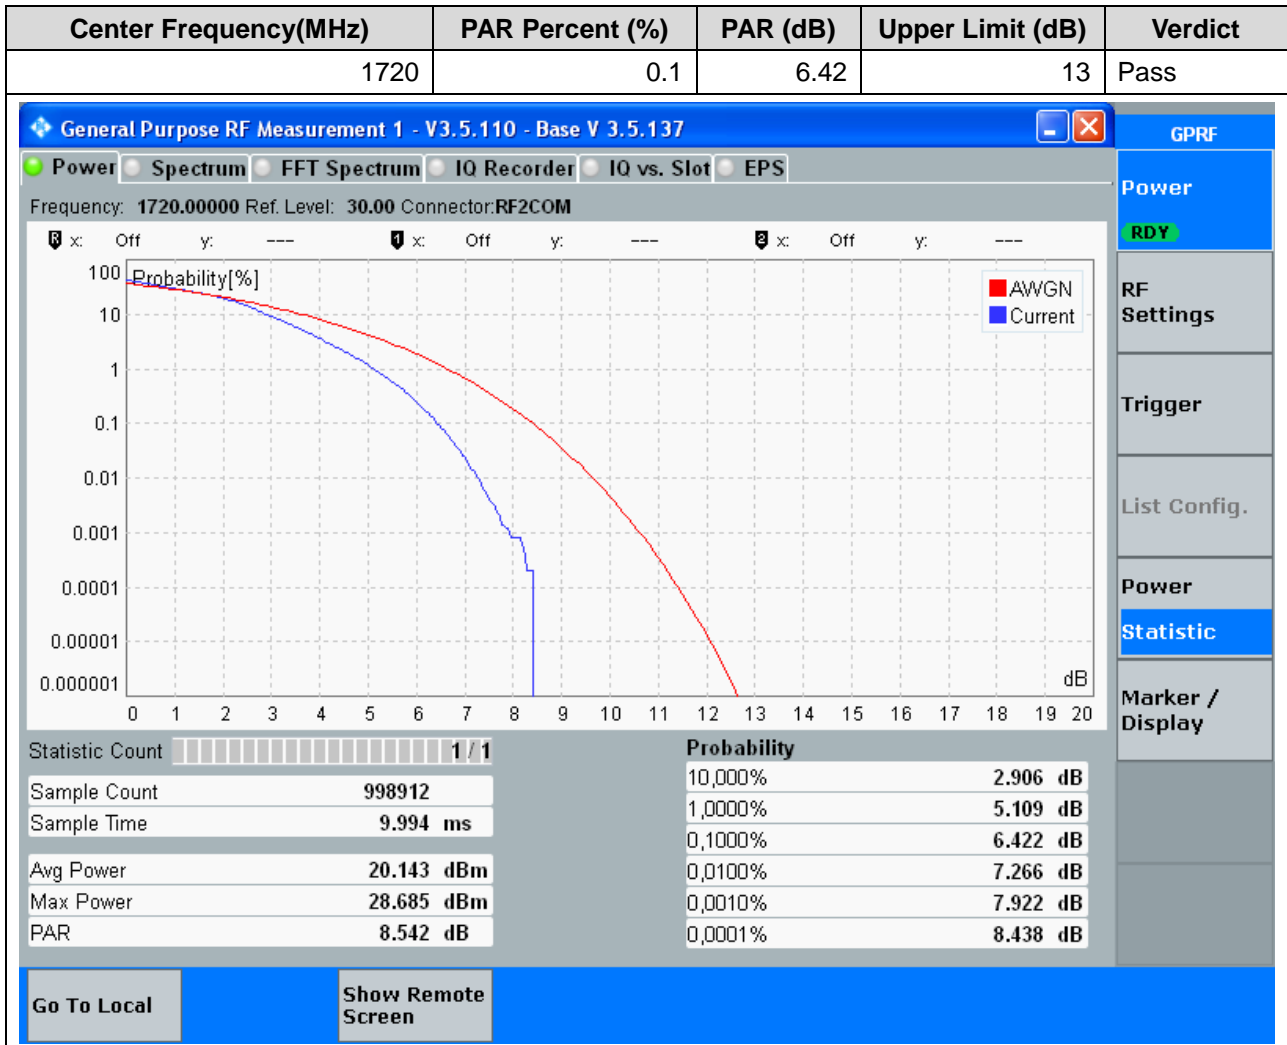 Center Frequency(MHz) PAR Percent (%) PAR (dB) Upper Limit (dB) Verdict
1720 0.1 6.42 13 Pass
General Purpose RF Measurement 1 - V3.5.110 - Base V 3.5.137
GPRF
Power Spectrum FFT Spectrum IQ Recorder IQ vs. Slot EPS
Power
RDY
Frequency: 1720.00000 Ref. Level: 30.00 Connector:RF2COM
R x: Off y: --- 1 x: Off y: --- 2 x: Off y: ---
Probability[%]
AWGN
Current
100
10
1
0.1
0.01
0.001
0.0001
0.00001
0.000001
dB
0 1 2 3 4 5 6 7 8 9 10 11 12 13 14 15 16 17 18 19 20
RF
Settings
Trigger
List Config.
Power
Statistic
Marker /
Display
Statistic Count 1 / 1
Sample Count 998912
Sample Time 9.994 ms
Avg Power 20.143 dBm
Max Power 28.685 dBm
PAR 8.542 dB
Probability
10,000% 2.906 dB
1,0000% 5.109 dB
0,1000% 6.422 dB
0,0100% 7.266 dB
0,0010% 7.922 dB
0,0001% 8.438 dB
Go To Local
Show Remote
Screen